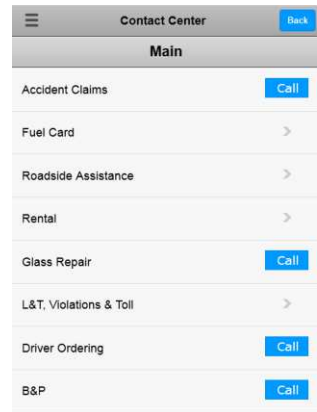 Contact Center Back
Main
Accident Claims Call
Fuel Card
Roadside Assistance
Rental
Glass Repair Call
L&T, Violations & Toll
Driver Ordering Call
B&P Call